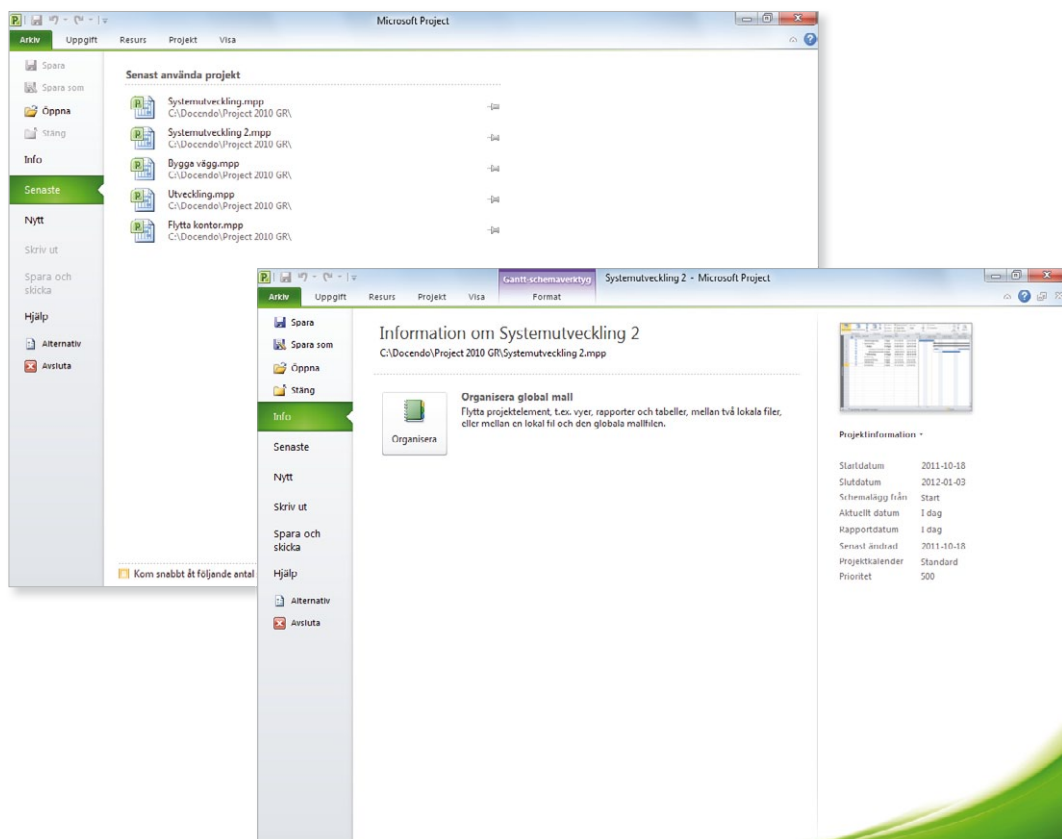 Microsoft Project
Arkiv Uppgift Resurs Projekt Visa
Spara
Spara som
Öppna
Stäng
Info
Senaste
Nytt
Skriv ut
Spara och
skicka
Hjälp
Alternativ
Avsluta
Senast använda projekt
Systemutveckling.mpp
C:\Docendo\Project 2010 GR\
Systemutveckling 2.mpp
C:\Docendo\Project 2010 GR\
Bygga vägg.mpp
C:\Docendo\Project 2010 GR\
Utveckling.mpp
C:\Docendo\Project 2010 GR\
Flytta kontor.mpp
C:\Docendo\Project 2010 GR\
Kom snabbt åt följande antal
Gantt-schemaverktyg Systemutveckling 2 - Microsoft Project
Arkiv Uppgift Resurs Projekt Visa Format
Spara
Spara som
Öppna
Stäng
Info
Senaste
Nytt
Skriv ut
Spara och
skicka
Hjälp
Alternativ
Avsluta
Information om Systemutveckling 2
C:\Docendo\Project 2010 GR\Systemutveckling 2.mpp
Organisera
Organisera global mall
Flytta projektelement, t.ex. vyer, rapporter och tabeller, mellan två lokala filer,
eller mellan en lokal fil och den globala mallfilen.
Projektinformation
Startdatum 2011-10-18
Slutdatum 2012-01-03
Schemalägg från Start
Aktuellt datum I dag
Rapportdatum I dag
Senast ändrad 2011-10-18
Projektkalender Standard
Prioritet 500